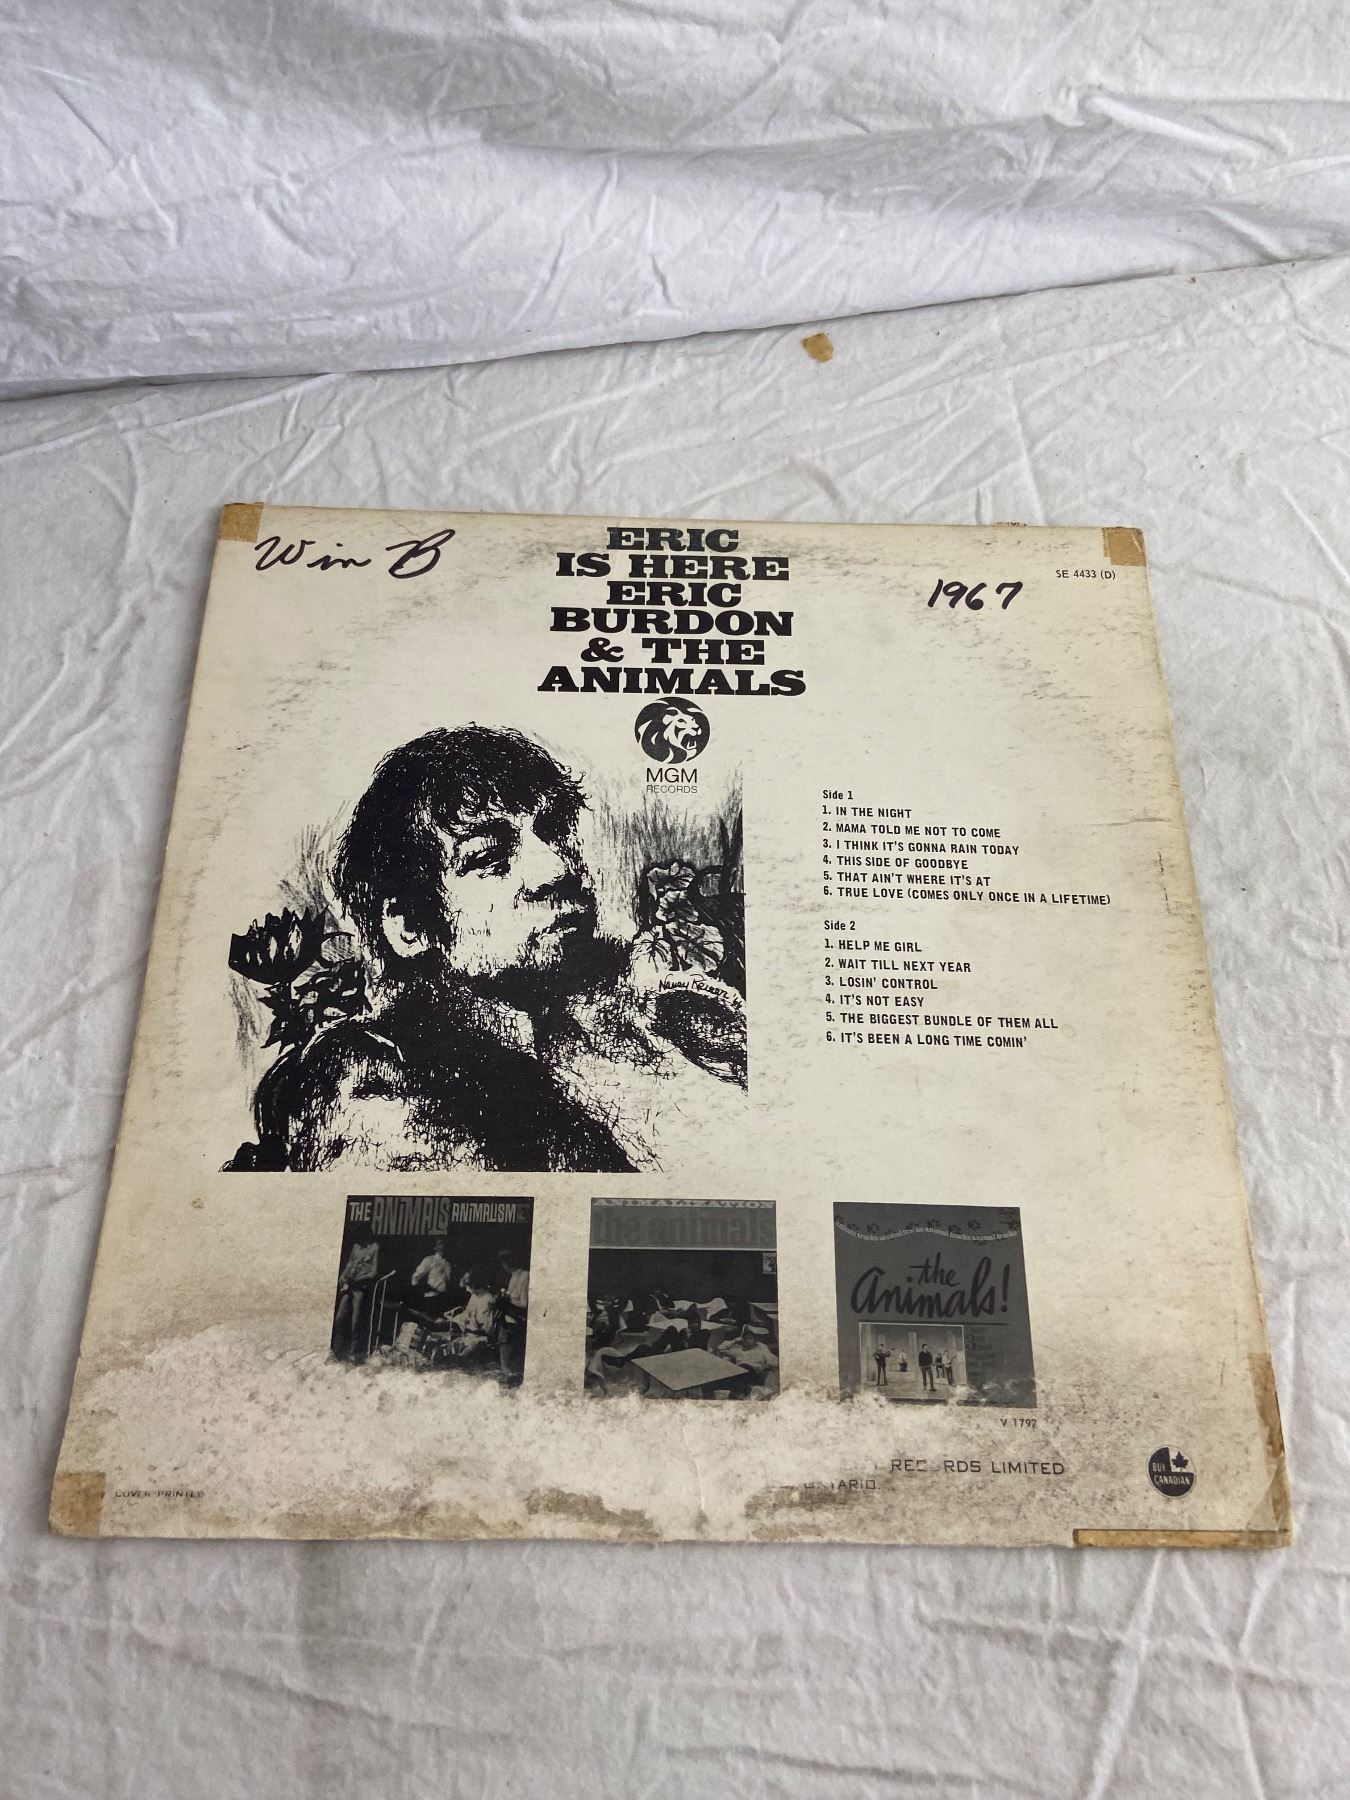 Win B
ERIC
IS HERE
ERIC
BURDON
& THE
ANIMALS
1967
SE 4433 (D)
MGM
RECORDS
Side 1
1. IN THE NIGHT
2. MAMA TOLD ME NOT TO COME
3. I THINK IT'S GONNA RAIN TODAY
4. THIS SIDE OF GOODBYE
5. THAT AIN'T WHERE IT'S AT
6. TRUE LOVE (COMES ONLY ONCE IN A LIFETIME)
Side 2
1. HELP ME GIRL
2. WAIT TILL NEXT YEAR
3. LOSIN' CONTROL
4. IT'S NOT EASY
5. THE BIGGEST BUNDLE OF THEM ALL
6. IT'S BEEN A LONG TIME COMIN'
Nancy
THE ANIMALS ANIMALISM
ANIMALIZATION
the animals
the
Animals!
V 1792
RECORDS LIMITED
COVER PRINTED
BUY
CANADIAN